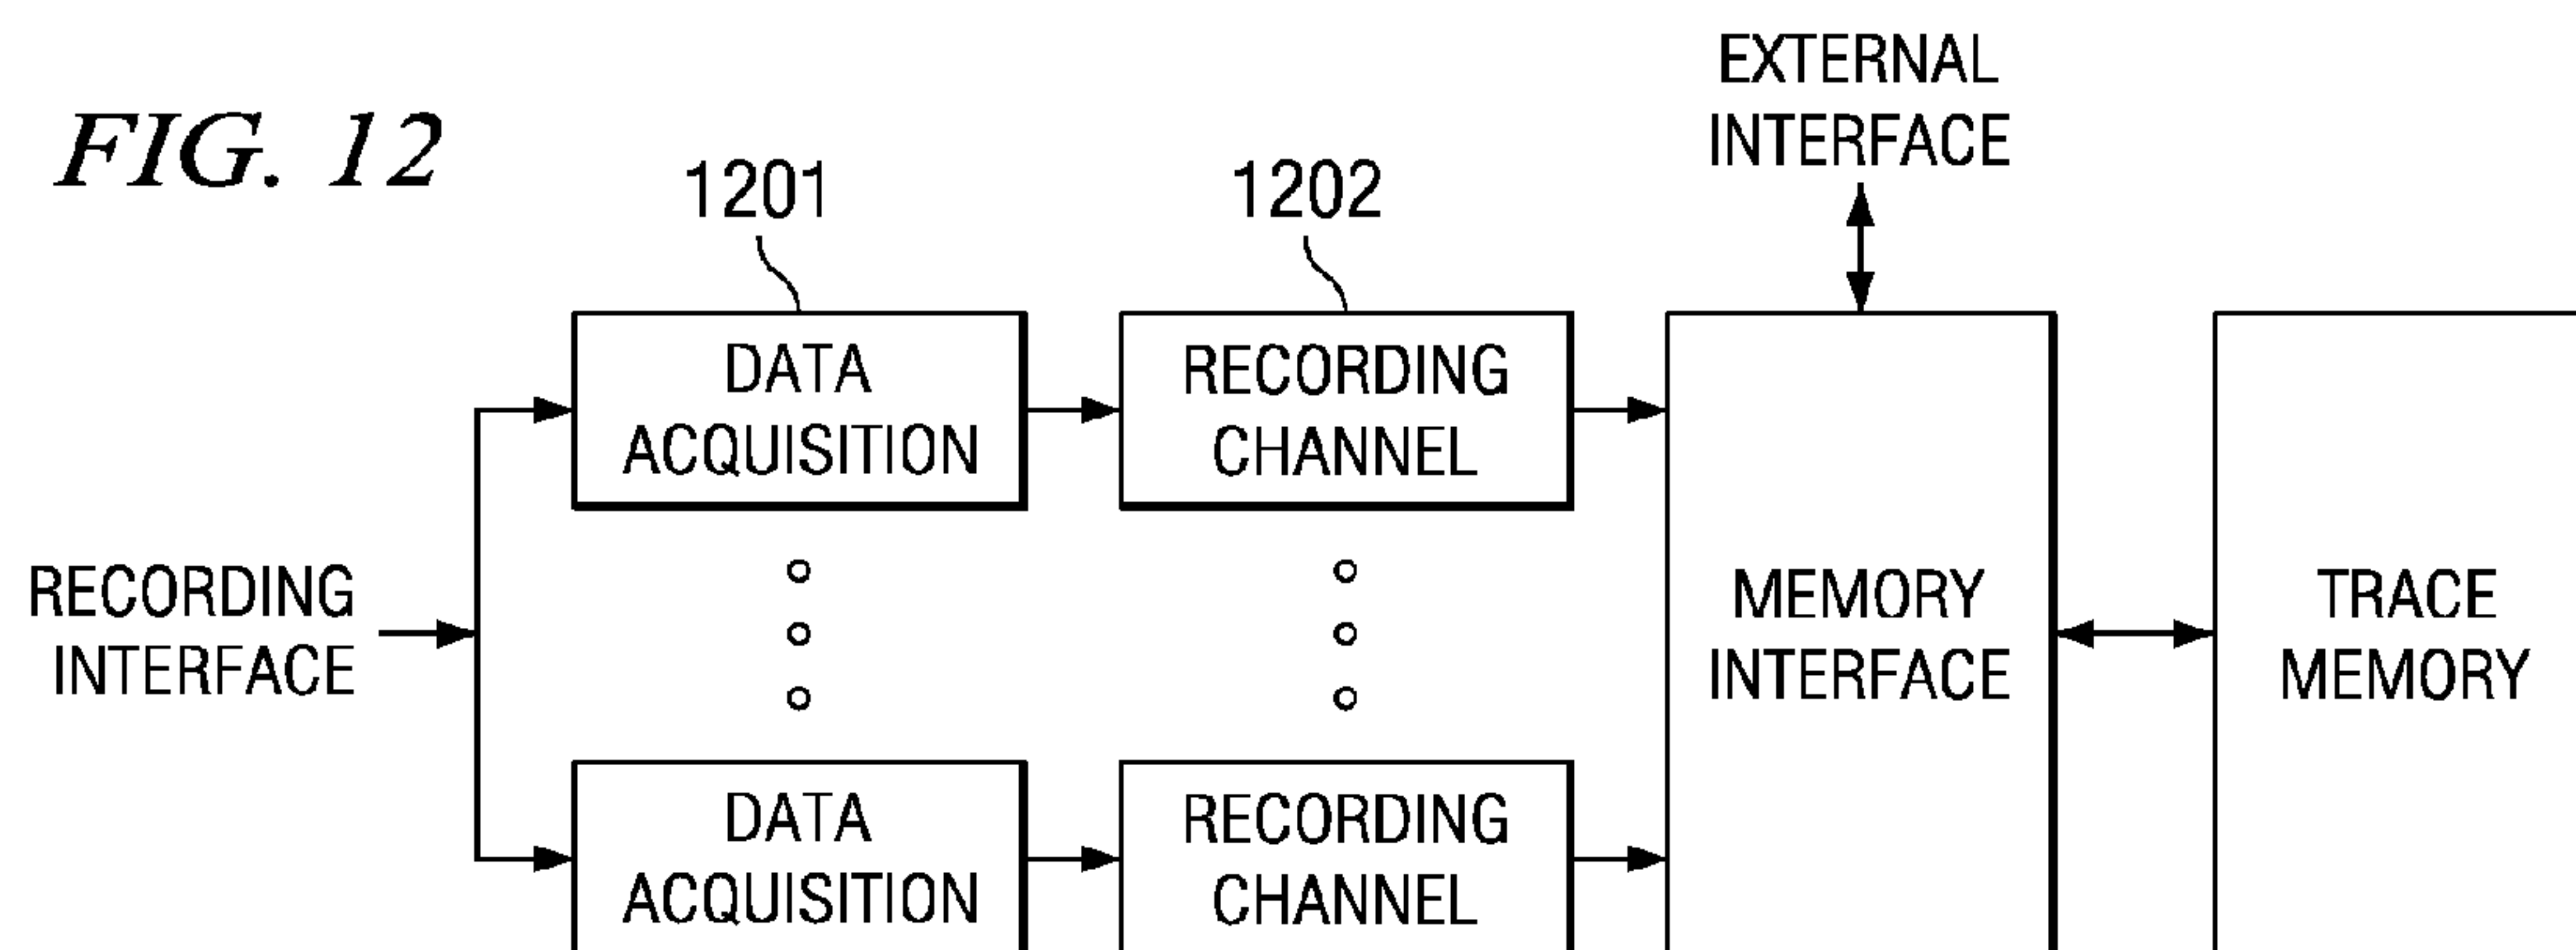 FIG. 12
EXTERNAL
INTERFACE
1201
1202
DATA
ACQUISITION
RECORDING
CHANNEL
RECORDING
INTERFACE
MEMORY
INTERFACE
TRACE
MEMORY
DATA
ACQUISITION
RECORDING
CHANNEL